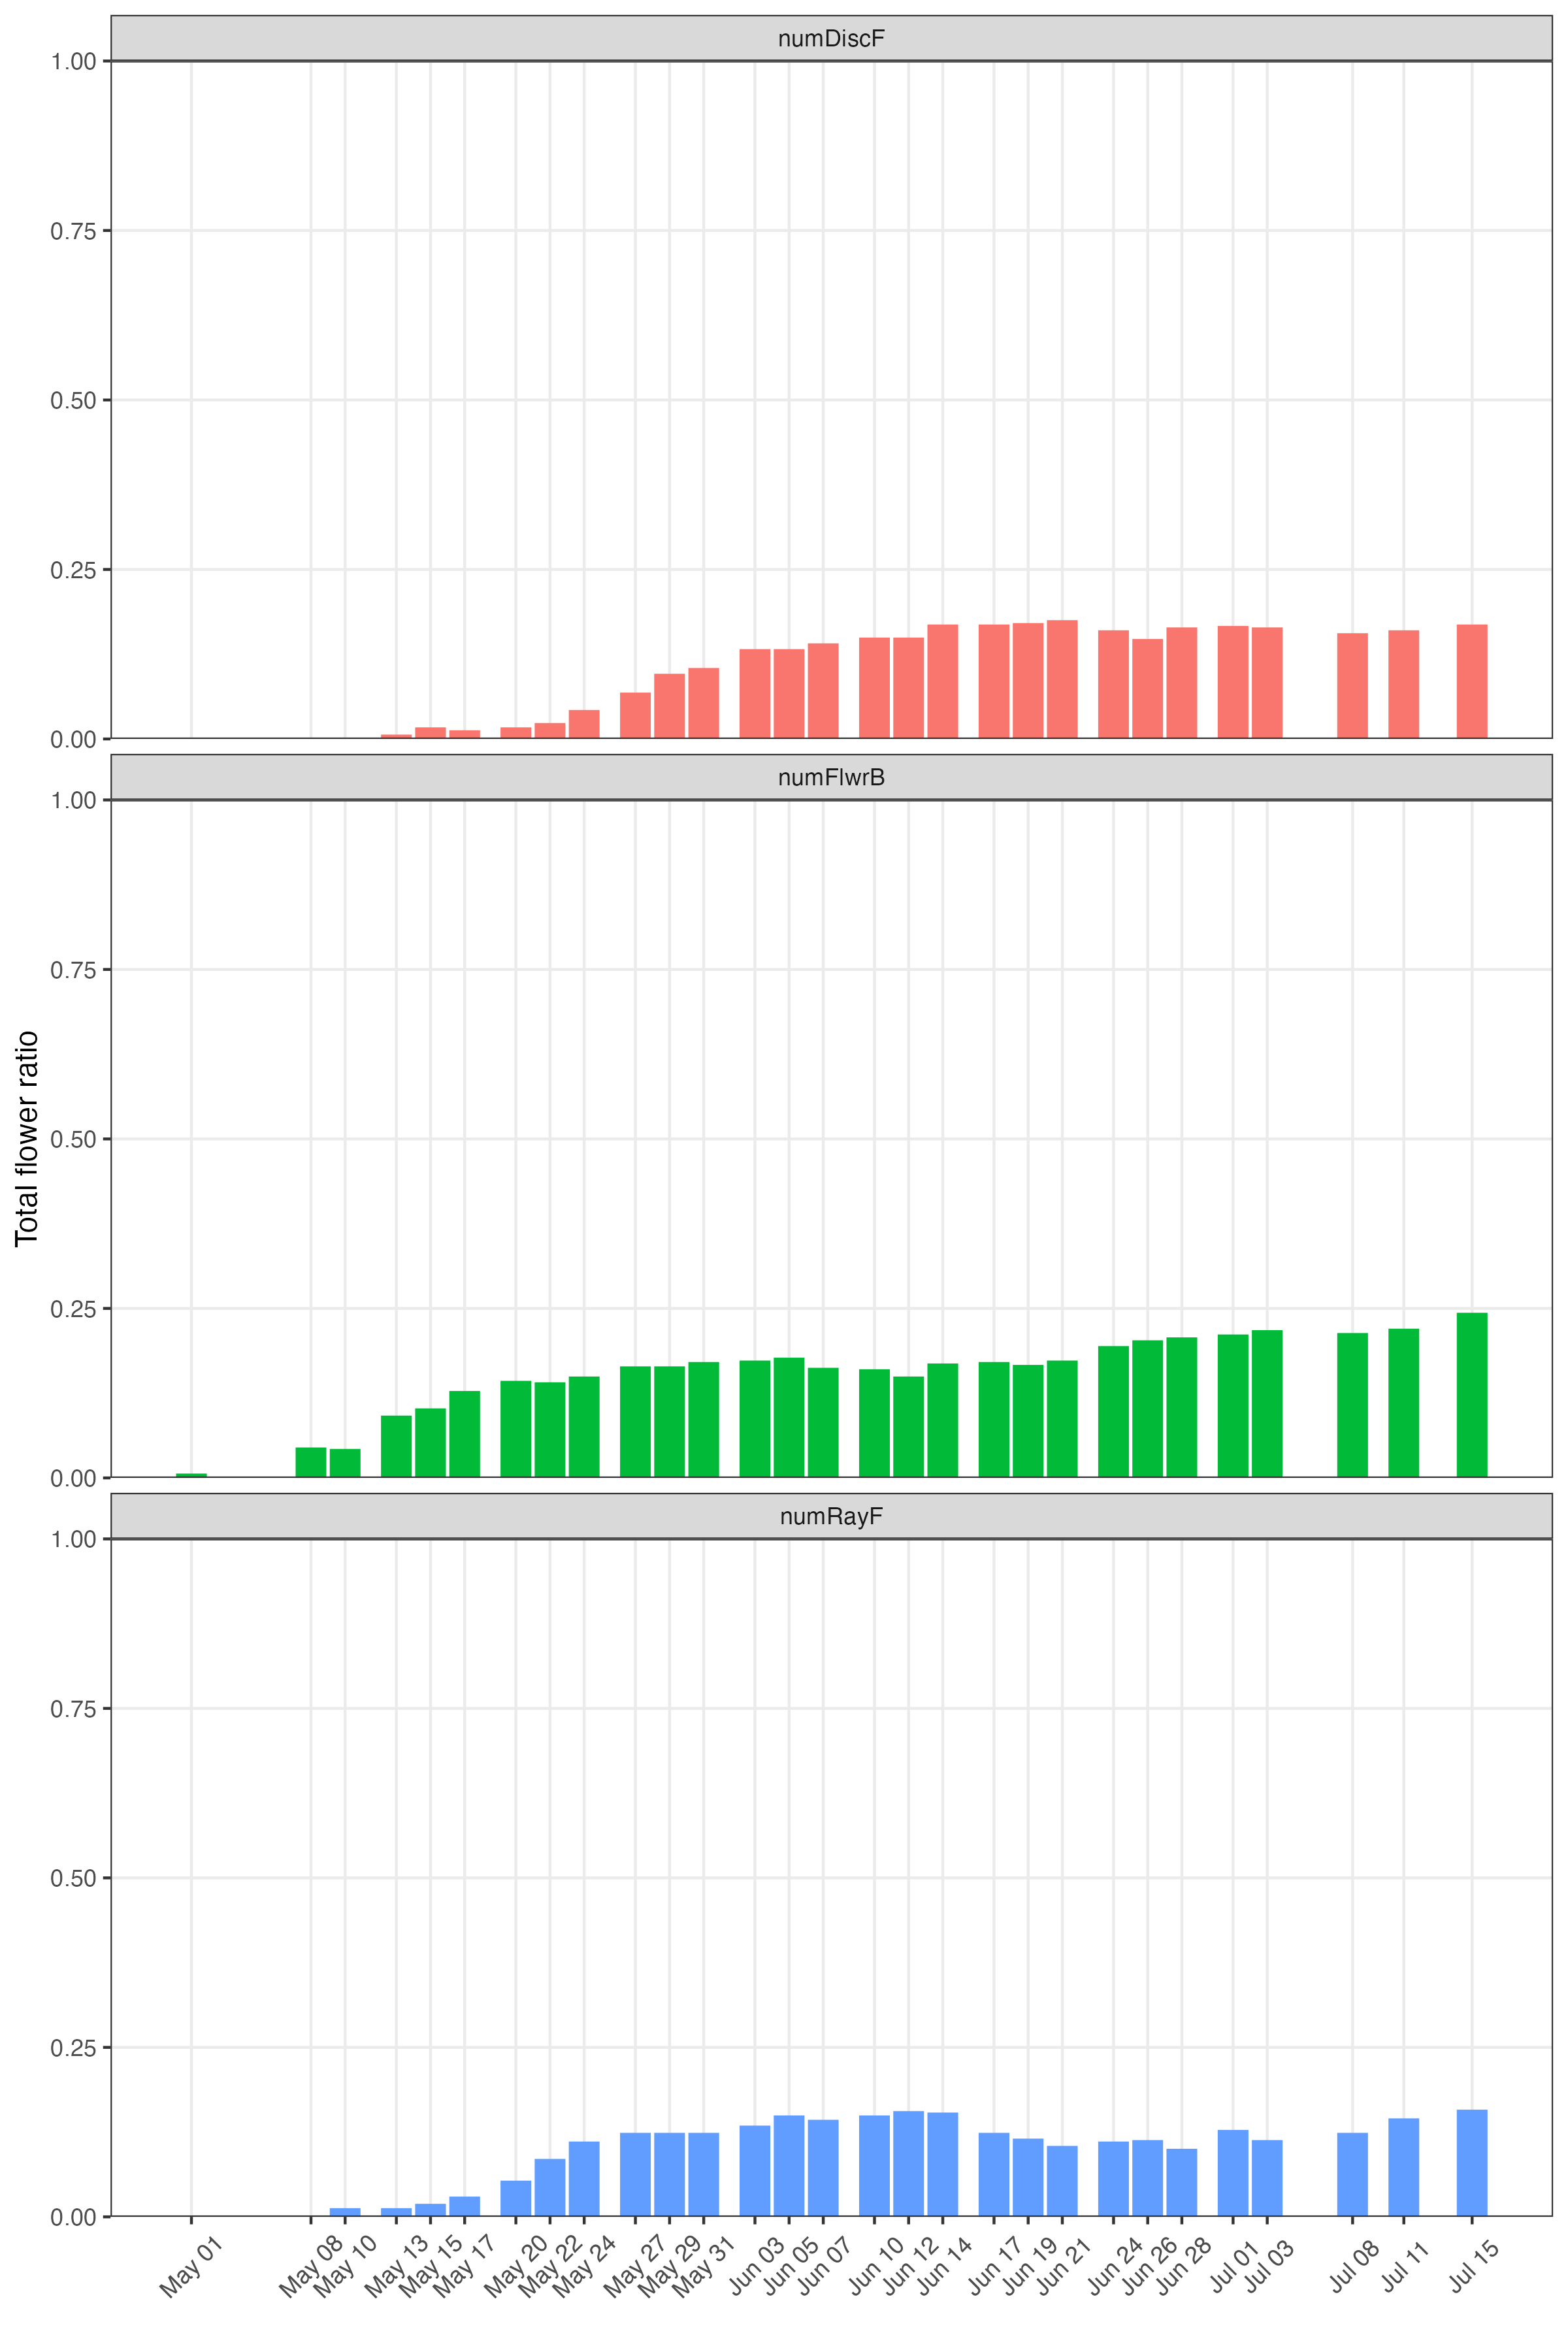 numDiscF
1.00
0.75
0.50
0.25
0.00
numFlwrB
1.00
0.75
0.50
0.25
0.00
Total flower ratio
numRayF
1.00
0.75
0.50
0.25
0.00
May 01
May 08
May 10
May 13
May 15
May 17
May 20
May 22
May 24
May 27
May 29
May 31
Jun 03
Jun 05
Jun 07
Jun 10
Jun 12
Jun 14
Jun 17
Jun 19
Jun 21
Jun 24
Jun 26
Jun 28
Jul 01
Jul 03
Jul 08
Jul 11
Jul 15